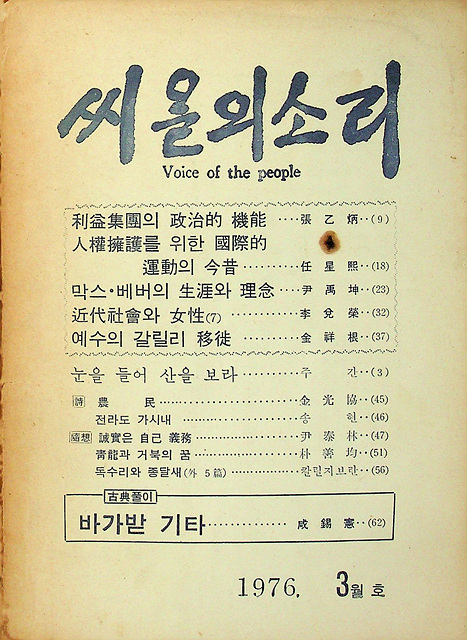 씨ᄋᆞᆯ의소리
Voice of the people
利益集團의 政治的 機能 ····張 乙 炳··(9)
人權擁護를 위한 國際的
運動의 今昔·········任 星 熙··(18)
막스·베버의 生涯와 理念····尹 禹 坤··(23)
近代社會와 女性(7) ·········李 兌 榮··(32)
예수의 갈릴리 移徙 ·········金 祥 根··(37)
눈을 들어 산을 보라·········주 간··(3)
詩 農 民·····················金 光 協··(45)
전라도 가시내 ·····················송 현··(46)
隨想 誠實은 自己 義務·············尹 泰 林··(47)
靑龍과 거북의 꿈·················朴 善 均··(51)
독수리와 종달새(外 5篇)·············칼린지브란··(56)
古典풀이
바가받 기타·············咸 錫 憲··(62)
1976. 3월호